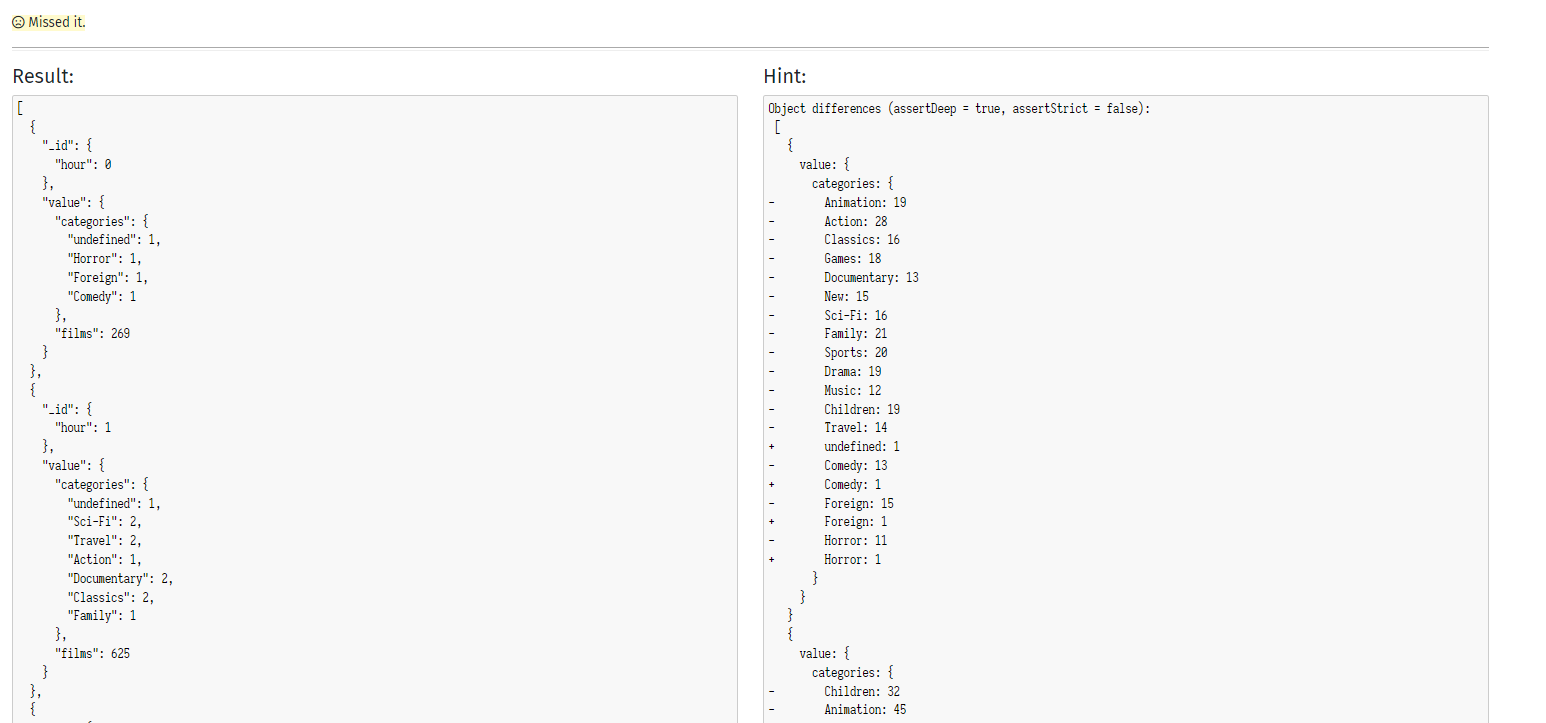 Missed it.
Result:
[
{
"_id": {
"hour": 0
},
"value": {
"categories": {
"undefined": 1,
"Horror": 1,
"Foreign": 1,
"Comedy": 1
},
"films": 269
}
},
{
"_id": {
"hour": 1
},
"value": {
"categories": {
"undefined": 1,
"Sci-Fi": 2,
"Travel": 2,
"Action": 1,
"Documentary": 2,
"Classics": 2,
"Family": 1
},
"films": 625
}
},
{
Hint:
Object differences (assertDeep = true, assertStrict = false):
[
{
value: {
categories: {
- Animation: 19
- Action: 28
- Classics: 16
- Games: 18
- Documentary: 13
- New: 15
- Sci-Fi: 16
- Family: 21
- Sports: 20
- Drama: 19
- Music: 12
- Children: 19
- Travel: 14
+ undefined: 1
- Comedy: 13
+ Comedy: 1
- Foreign: 15
+ Foreign: 1
- Horror: 11
+ Horror: 1
}
}
}
{
value: {
categories: {
- Children: 32
- Animation: 45